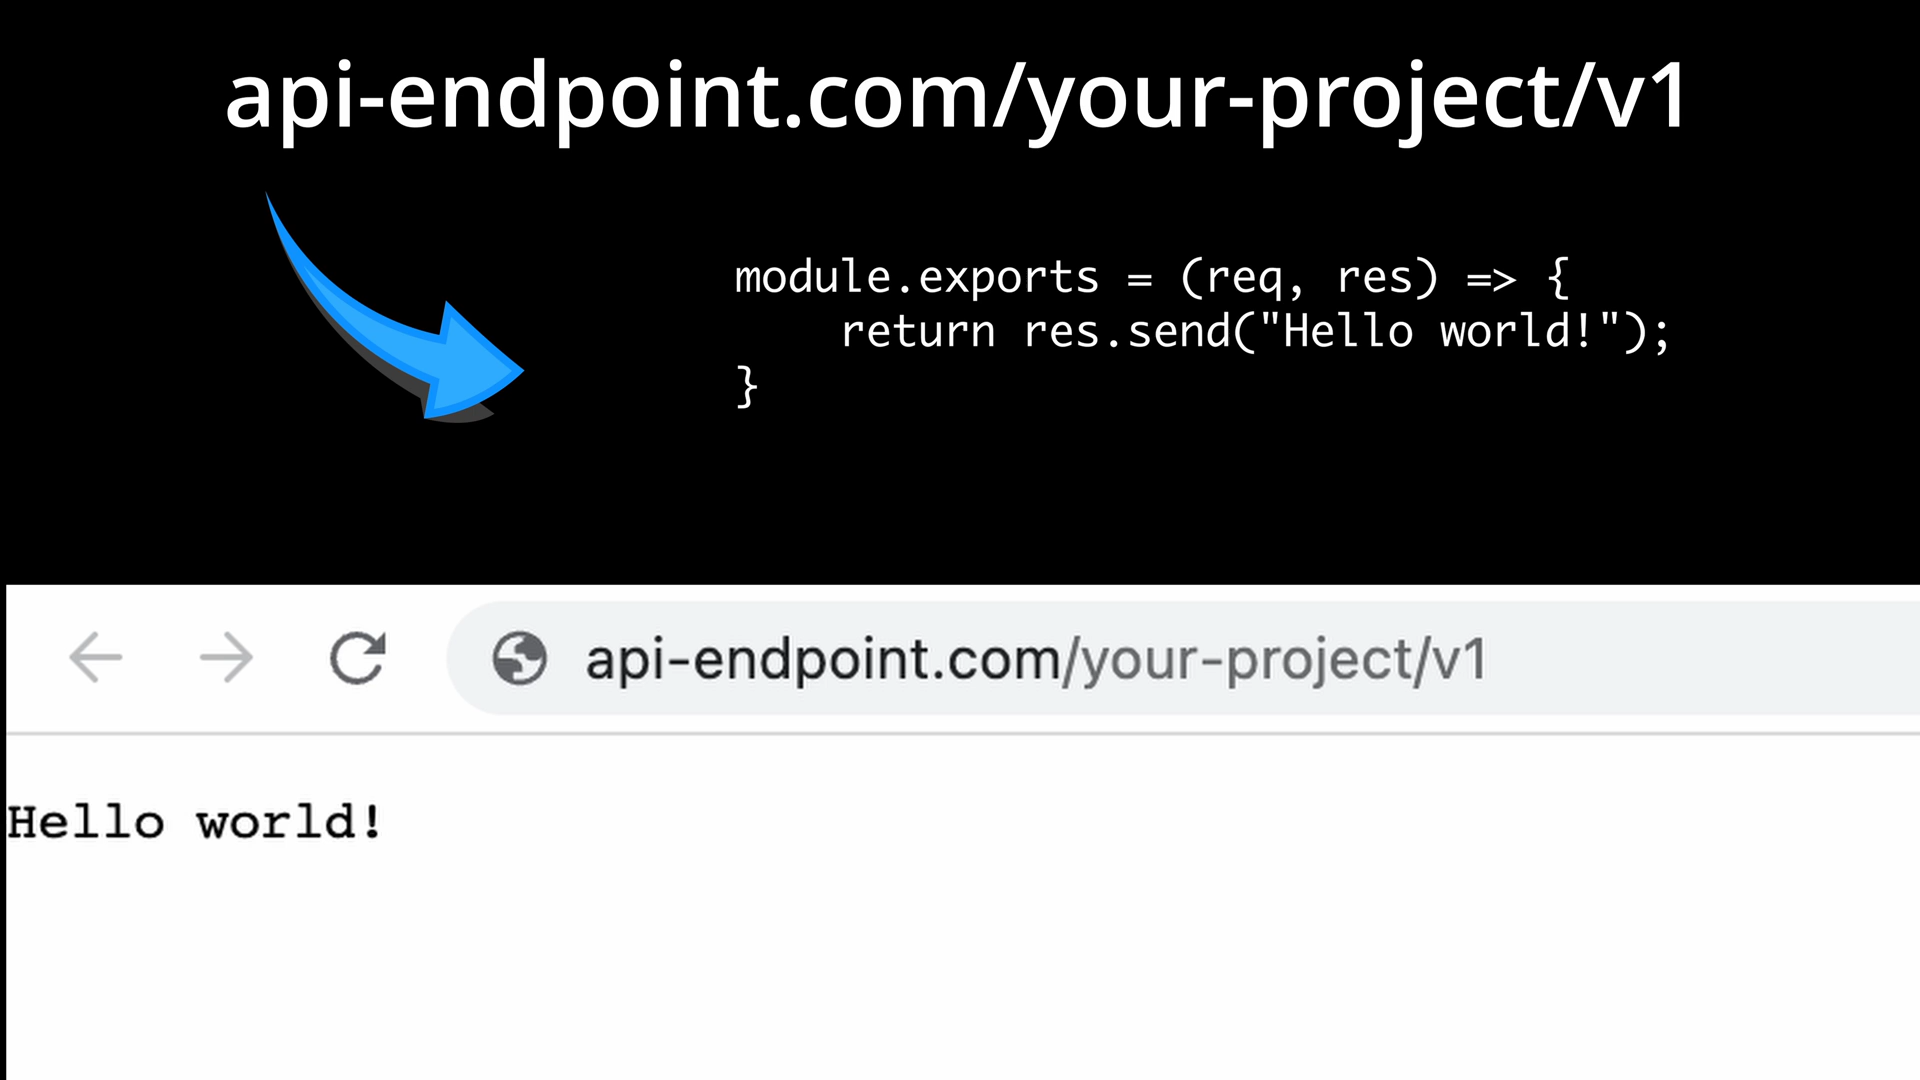 api-endpoint.com/your-project/v1
module.exports = (req, res) => {
    return res.send("Hello world!");
}
api-endpoint.com/your-project/v1
Hello world!